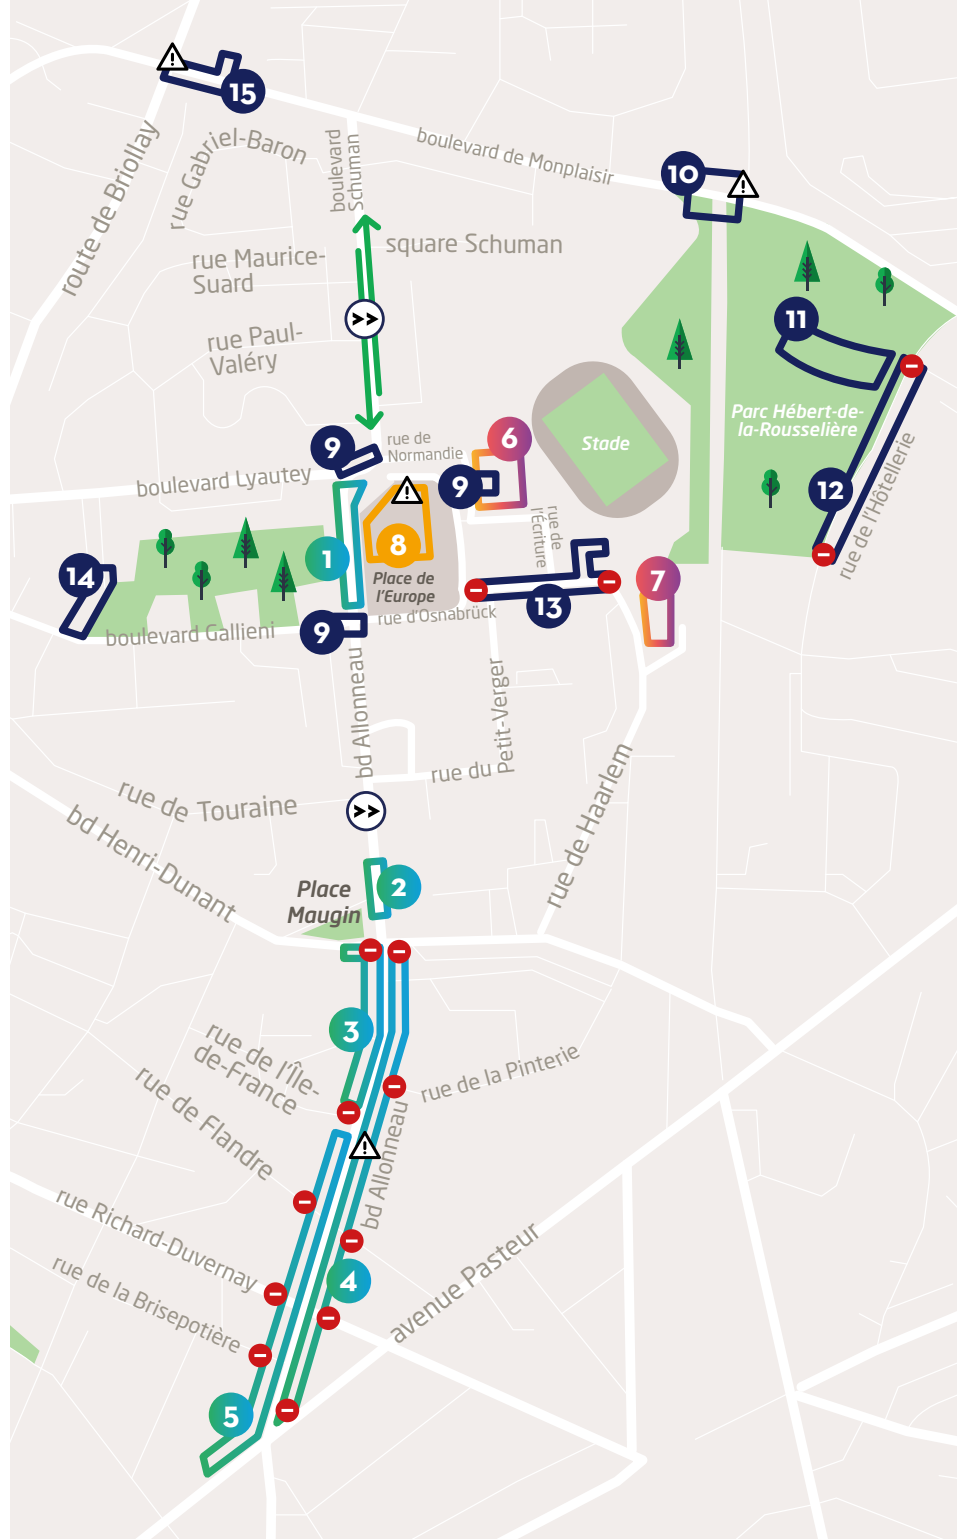 15
route de Briollay
rue Gabriel-Baron
boulevard
Schuman
boulevard de Monplaisir
10
square Schuman
rue Maurice-
Suard
>>
11
rue Paul-
Valéry
Parc Hébert-de-
la-Rousselière
Stade
6
9
rue de
Normandie
boulevard Lyautey
9
12
rue de l'Hôtellerie
8
1
rue de
l'Écriture
Place de
l'Europe
14
7
13
9
rue d'Osnabrück
boulevard Gallieni
bd Allonneau
rue du Petit-Verger
rue de Touraine
>>
rue de Haarlem
bd Henri-Dunant
2
Place
Maugin
3
rue de l'Île-
de-France
rue de la Pinterie
rue de Flandre
bd Allonneau
rue Richard-Duvernay
rue de la Brisepotière
4
avenue Pasteur
5